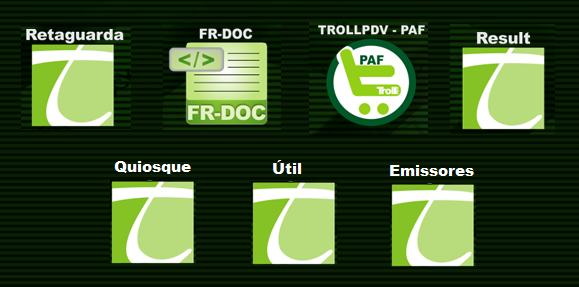 Retaguarda
FR-DOC
</>
FR-DOC
TROLLPDV - PAF
PAF
Troll
Result
Quiosque
Útil
Emissores